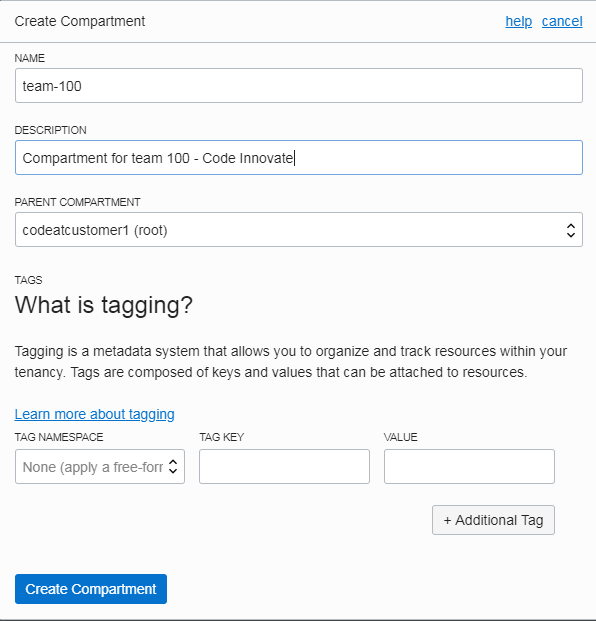 Create Compartment help cancel
NAME
team-100
DESCRIPTION
Compartment for team 100 - Code Innovate
PARENT COMPARTMENT
codeatcustomer1 (root)
TAGS
What is tagging?
Tagging is a metadata system that allows you to organize and track resources within your
tenancy. Tags are composed of keys and values that can be attached to resources.
Learn more about tagging
TAG NAMESPACE TAG KEY VALUE
None (apply a free-forr
+ Additional Tag
Create Compartment